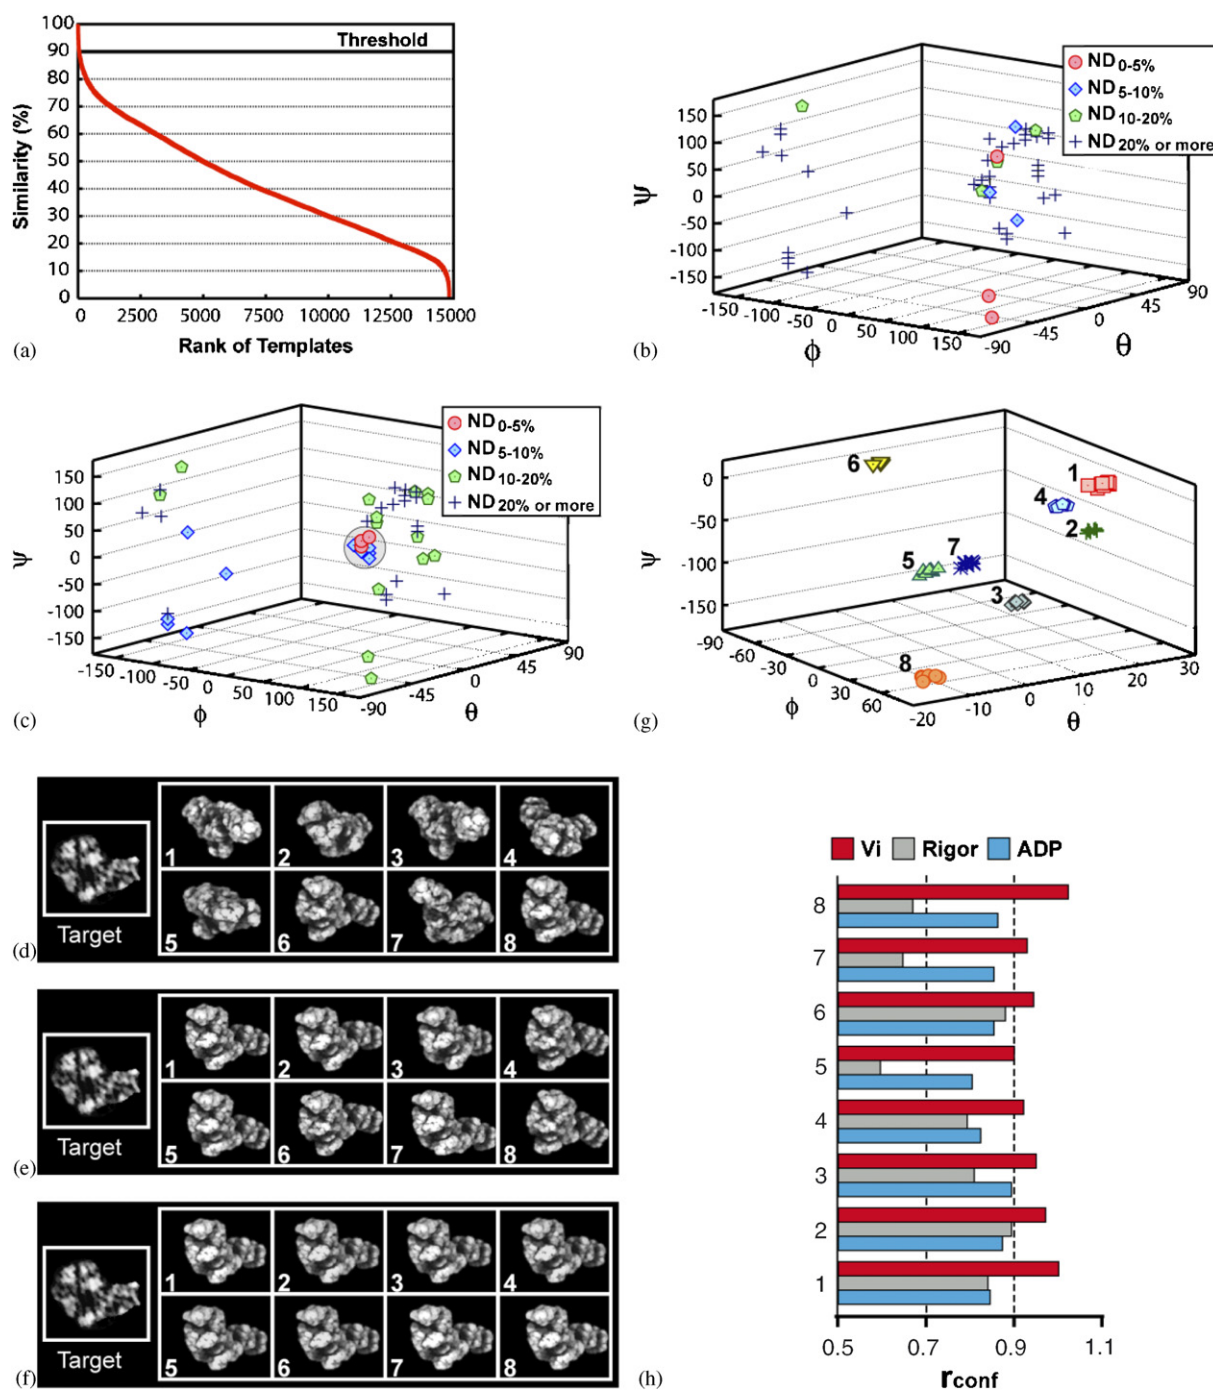 100
90
80
70
60
50
40
30
20
10
0
Threshold
Similarity (%)
0 2500 5000 7500 10000 12500 15000
Rank of Templates
(a)
ND0-5%
ND5-10%
ND10-20%
ND20% or more
150
100
50
0
-50
-100
-150
Ψ
-150 -100 -50 0 50 100 150
ϕ
-90 -45 0 45 90
θ
(b)
ND0-5%
ND5-10%
ND10-20%
ND20% or more
150
100
50
0
-50
-100
-150
Ψ
-150 -100 -50 0 50 100 150
ϕ
-90 -45 0 45 90
θ
(c)
0
-50
-100
-150
Ψ
-90 -60 -30 0 30 60
ϕ
-20 -10 0 10 20 30
θ
6
1
4
2
5
7
3
8
(g)
Target
1 2 3 4
5 6 7 8
(d)
Target
1 2 3 4
5 6 7 8
(e)
Target
1 2 3 4
5 6 7 8
(f)
Vi Rigor ADP
8
7
6
5
4
3
2
1
0.5 0.7 0.9 1.1
rconf
(h)